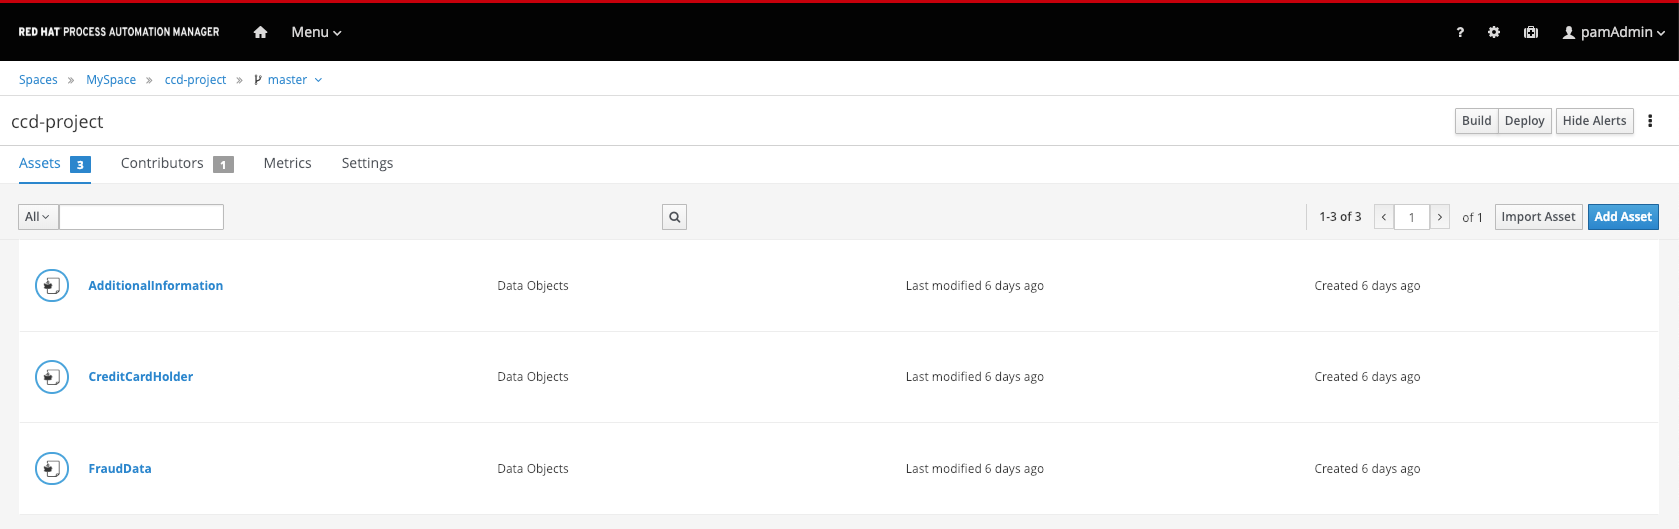 RED HAT PROCESS AUTOMATION MANAGER Menu ? pamAdmin
Spaces » MySpace » ccd-project » master
ccd-project Build Deploy Hide Alerts
Assets 3 Contributors 1 Metrics Settings
All 1-3 of 3 < 1 > of 1 Import Asset Add Asset
AdditionalInformation Data Objects Last modified 6 days ago Created 6 days ago
CreditCardHolder Data Objects Last modified 6 days ago Created 6 days ago
FraudData Data Objects Last modified 6 days ago Created 6 days ago